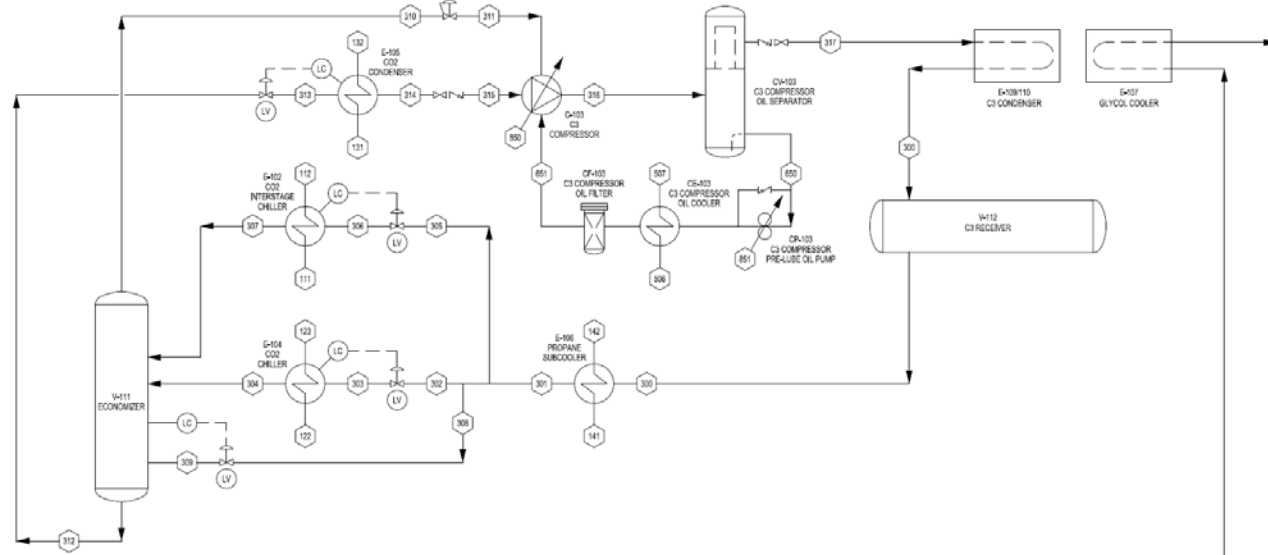 310
311
132
E-105
CO2
CONDENSER
LC
317
313
314
315
316
LV
CV-103
C3 COMPRESSOR
OIL SEPARATOR
E-109/110
C3 CONDENSER
E-107
GLYCOL COOLER
131
C3
COMPRESSOR
300
E-102
CO2
INTERSTAGE
CHILLER
112
LC
651
CF-103
C3 COMPRESSOR
OIL FILTER
507
CE-103
C3 COMPRESSOR
OIL COOLER
650
307
306
305
LV
V-112
C3 RECEIVER
111
506
851
CP-103
C3 COMPRESSOR
PRE-LUBE OIL PUMP
E-104
CO2
CHILLER
123
LC
E-106
PROPANE
SUBCOOLER
142
304
303
302
301
300
LV
V-111
ECONOMIZER
LC
122
308
141
309
LV
312